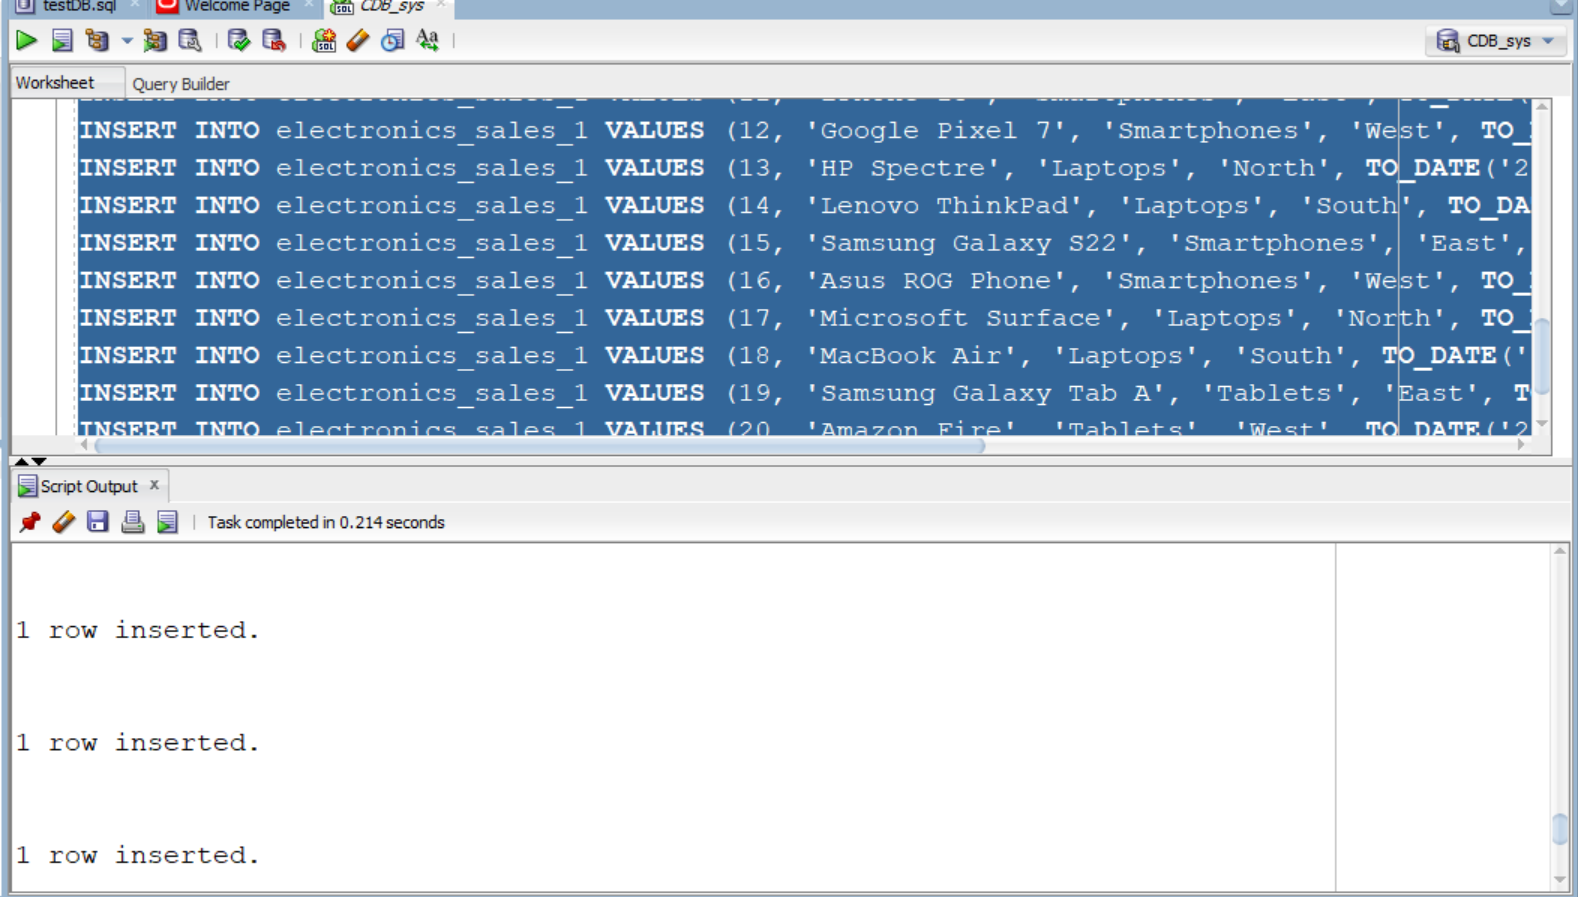 testDB.sql Welcome Page CDB_sys
CDB_sys
Worksheet Query Builder
INSERT INTO electronics_sales_1 VALUES (12, 'Google Pixel 7', 'Smartphones', 'West', TO_
INSERT INTO electronics_sales_1 VALUES (13, 'HP Spectre', 'Laptops', 'North', TO_DATE('2
INSERT INTO electronics_sales_1 VALUES (14, 'Lenovo ThinkPad', 'Laptops', 'South', TO_DA
INSERT INTO electronics_sales_1 VALUES (15, 'Samsung Galaxy S22', 'Smartphones', 'East',
INSERT INTO electronics_sales_1 VALUES (16, 'Asus ROG Phone', 'Smartphones', 'West', TO_
INSERT INTO electronics_sales_1 VALUES (17, 'Microsoft Surface', 'Laptops', 'North', TO_
INSERT INTO electronics_sales_1 VALUES (18, 'MacBook Air', 'Laptops', 'South', TO_DATE('
INSERT INTO electronics_sales_1 VALUES (19, 'Samsung Galaxy Tab A', 'Tablets', 'East', T
INSERT INTO electronics_sales_1 VALUES (20, 'Amazon Fire', 'Tablets', 'West', TO_DATE('2
Script Output x
Task completed in 0.214 seconds
1 row inserted.
1 row inserted.
1 row inserted.